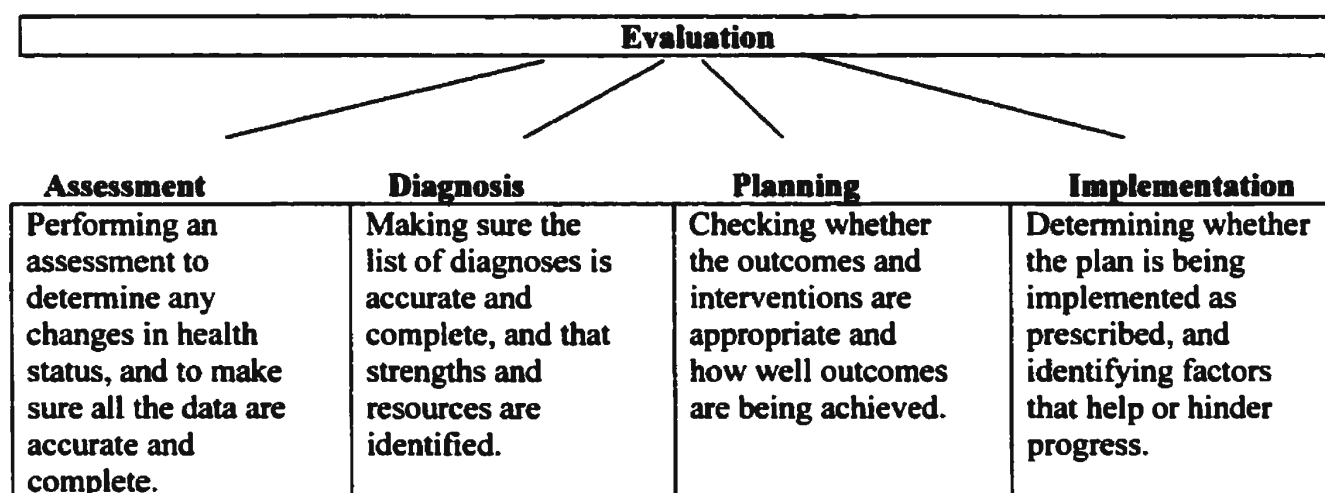 Evaluation
Assessment
Performing an
assessment to
determine any
changes in health
status, and to make
sure all the data are
accurate and
complete.
Diagnosis
Making sure the
list of diagnoses is
accurate and
complete, and that
strengths and
resources are
identified.
Planning
Checking whether
the outcomes and
interventions are
appropriate and
how well outcomes
are being achieved.
Implementation
Determining whether
the plan is being
implemented as
prescribed, and
identifying factors
that help or hinder
progress.